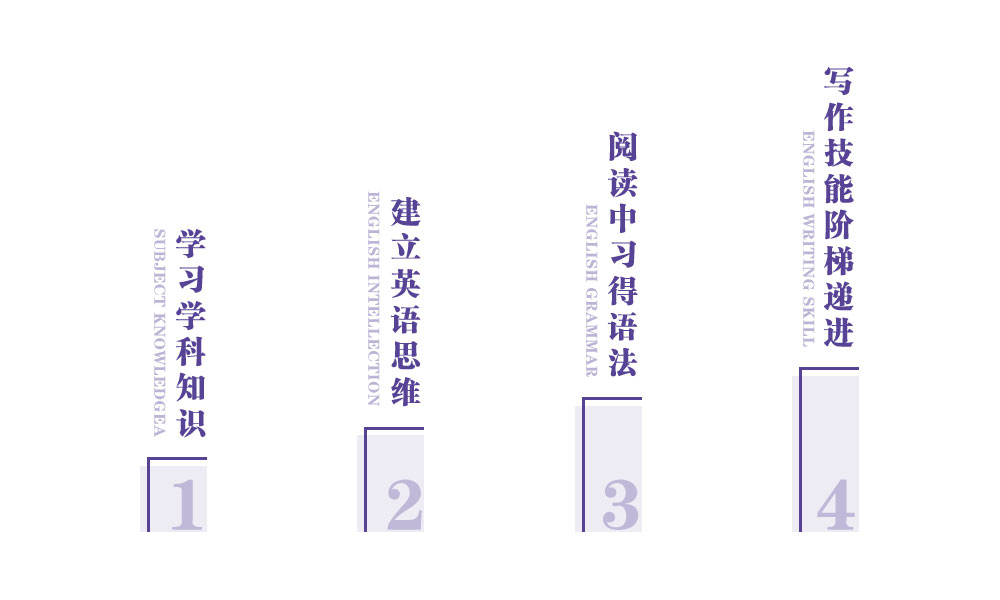 学习学科知识
SUBJECT KNOWLEDGEA
1
建立英语思维
ENGLISH INTELLECTION
2
阅读中习得语法
ENGLISH GRAMMAR
3
写作技能阶梯递进
ENGLISH WRITING SKILL
4